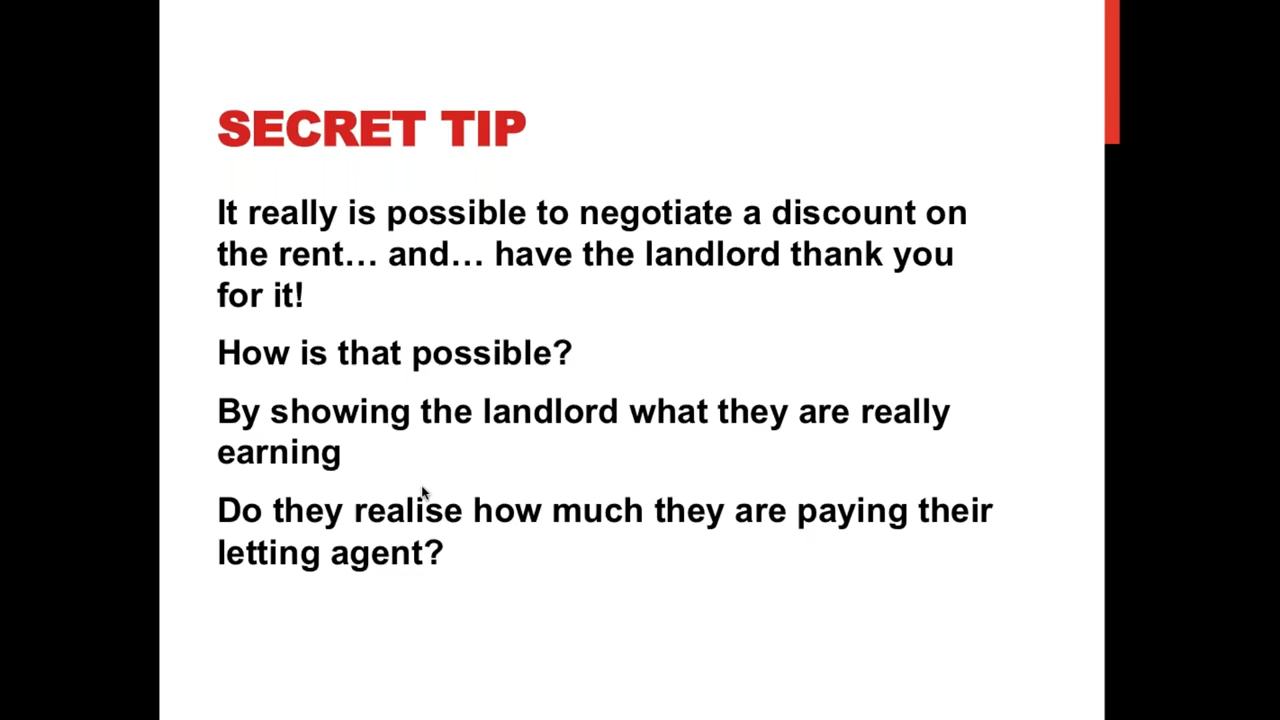 SECRET TIP
It really is possible to negotiate a discount on
the rent… and… have the landlord thank you
for it!
How is that possible?
By showing the landlord what they are really
earning
Do they realise how much they are paying their
letting agent?